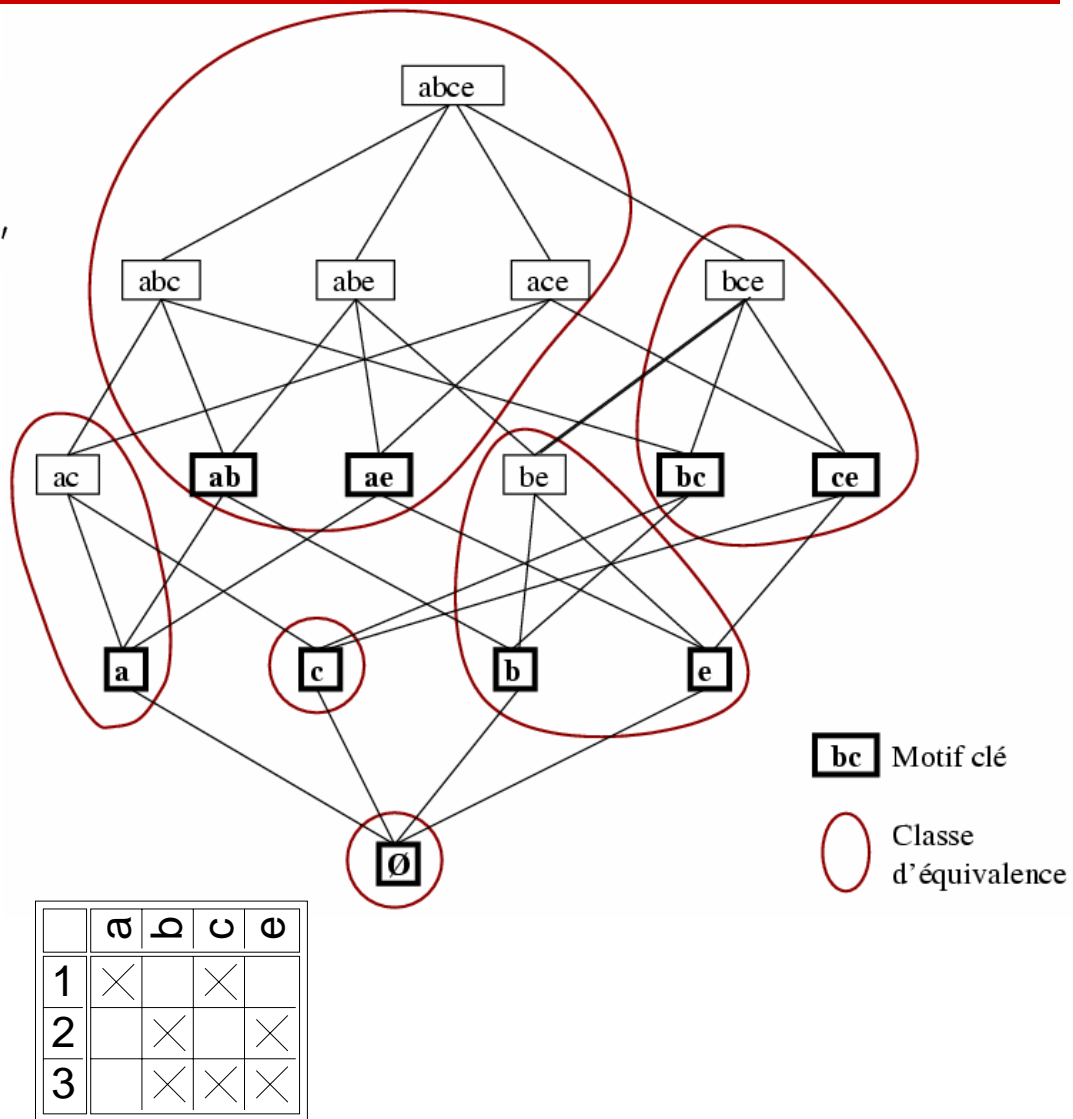 abce
′
abc abe ace bce
ac ab ae be bc ce
a c b e
bc Motif clé
Ø
Classe
d’équivalence
a b c e
1 × ×
2 × ×
3 × × ×